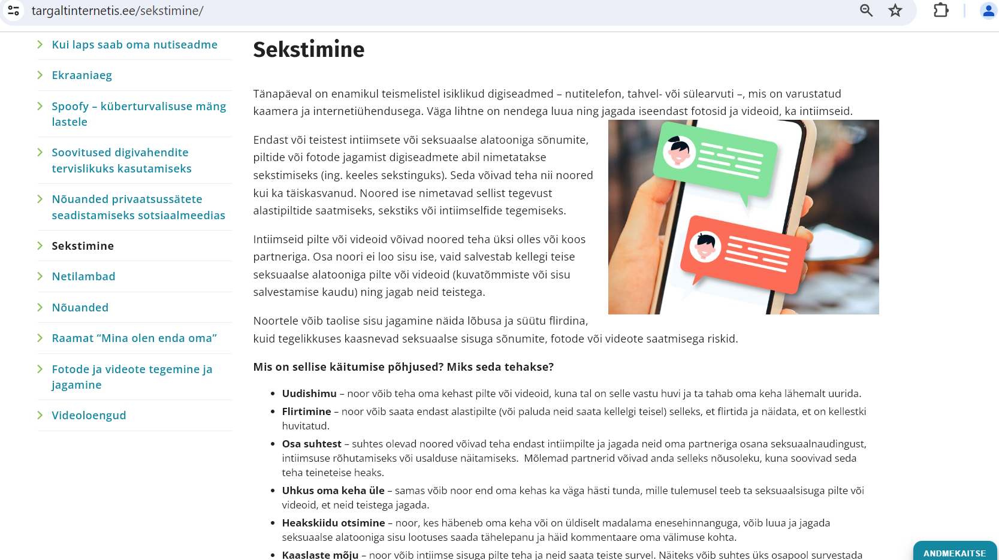 targaltinternetis.ee/sekstimine/
Kui laps saab oma nutiseadme
Ekraaniaeg
Spoofy – küberturvalisuse mäng
lastele
Soovitused digivahendite
tervislikuks kasutamiseks
Nõuanded privaatsussätete
seadistamiseks sotsiaalmeedias
Sekstimine
Netilambad
Nõuanded
Raamat “Mina olen enda oma”
Fotode ja videote tegemine ja
jagamine
Videoloengud
Sekstimine
Tänapäeval on enamikul teismelistel isiklikud digiseadmed – nutitelefon, tahvel- või sülearvuti –, mis on varustatud
kaamera ja internetiühendusega. Väga lihtne on nendega luua ning jagada iseendast fotosid ja videoid, ka intiimseid.
Endast või teistest intiimsete või seksuaalse alatooniga sõnumite,
piltide või fotode jagamist digiseadmete abil nimetatakse
sekstimiseks (ing. keeles sekstinguks). Seda võivad teha nii noored
kui ka täiskasvanud. Noored ise nimetavad sellist tegevust
alastipiltide saatmiseks, sekstiks või intiimselfide tegemiseks.
Intiimseid pilte või videoid võivad noored teha üksi olles või koos
partneriga. Osa noori ei loo sisu ise, vaid salvestab kellegi teise
seksuaalse alatooniga pilte või videoid (kuvatõmmiste või sisu
salvestamise kaudu) ning jagab neid teistega.
Noortele võib taolise sisu jagamine näida lõbusa ja süütu flirdina,
kuid tegelikkuses kaasnevad seksuaalse sisuga sõnumite, fotode või videote saatmisega riskid.
Mis on sellise käitumise põhjused? Miks seda tehakse?
• Uudishimu – noor võib teha oma kehast pilte või videoid, kuna tal on selle vastu huvi ja ta tahab oma keha lähemalt uurida.
• Flirtimine – noor võib saata endast alastipilte (või paluda neid saata kellelgi teisel) selleks, et flirtida ja näidata, et on kellestki
huvitatud.
• Osa suhtest – suhtes olevad noored võivad teha endast intiimpilte ja jagada neid oma partneriga osana seksuaalnaudingust,
intiimsuse rõhutamiseks või usalduse näitamiseks.  Mõlemad partnerid võivad anda selleks nõusoleku, kuna soovivad seda
teha teineteise heaks.
• Uhkus oma keha üle – samas võib noor end oma kehas ka väga hästi tunda, mille tulemusel teeb ta seksuaalsisuga pilte või
videoid, et neid teistega jagada.
• Heakskiidu otsimine – noor, kes häbeneb oma keha või on üldiselt madalama enesehinnanguga, võib luua ja jagada
seksuaalse alatooniga sisu lootuses saada tähelepanu ja häid kommentaare oma välimuse kohta.
• Kaaslaste mõju – noor võib intiimse sisuga pilte teha ja neid saata teiste survel. Näiteks võib suhtes üks osapool survestada
ANDMEKAITSE